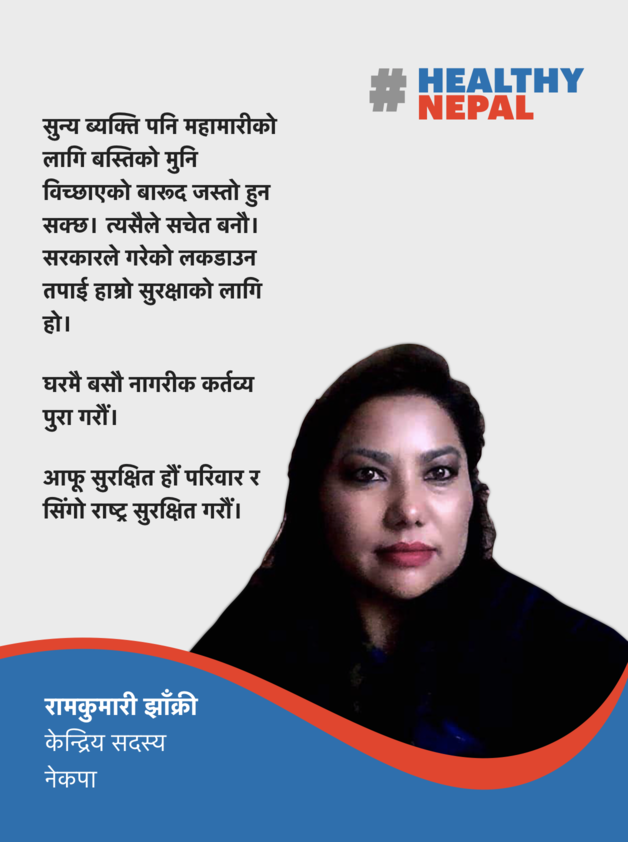 # HEALTHY
NEPAL
सुन्य ब्यक्ति पनि महामारीको
लागि बस्तिको मुनि
विच्छाएको बारूद जस्तो हुन
सक्छ। त्यसैले सचेत बनौ।
सरकारले गरेको लकडाउन
तपाई हाम्रो सुरक्षाको लागि
हो।
घरमै बसौ नागरीक कर्तव्य
पुरा गरौं।
आफू सुरक्षित हौं परिवार र
सिंगो राष्ट्र सुरक्षित गरौं।
रामकुमारी झाँक्री
केन्द्रिय सदस्य
नेकपा